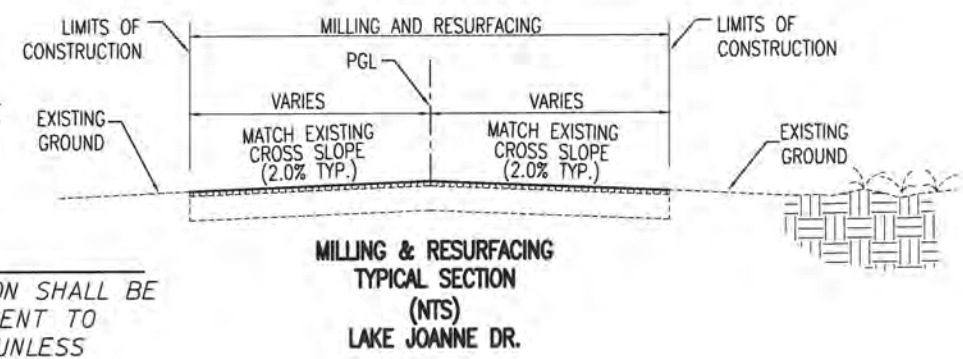 LIMITS OF
CONSTRUCTION
MILLING AND RESURFACING
LIMITS OF
CONSTRUCTION
PGL
EXISTING
GROUND
VARIES
VARIES
MATCH EXISTING
CROSS SLOPE
(2.0% TYP.)
MATCH EXISTING
CROSS SLOPE
(2.0% TYP.)
EXISTING
GROUND
MILLING & RESURFACING
TYPICAL SECTION
(NTS)
LAKE JOANNE DR.
ON SHALL BE
ENT TO
UNLESS